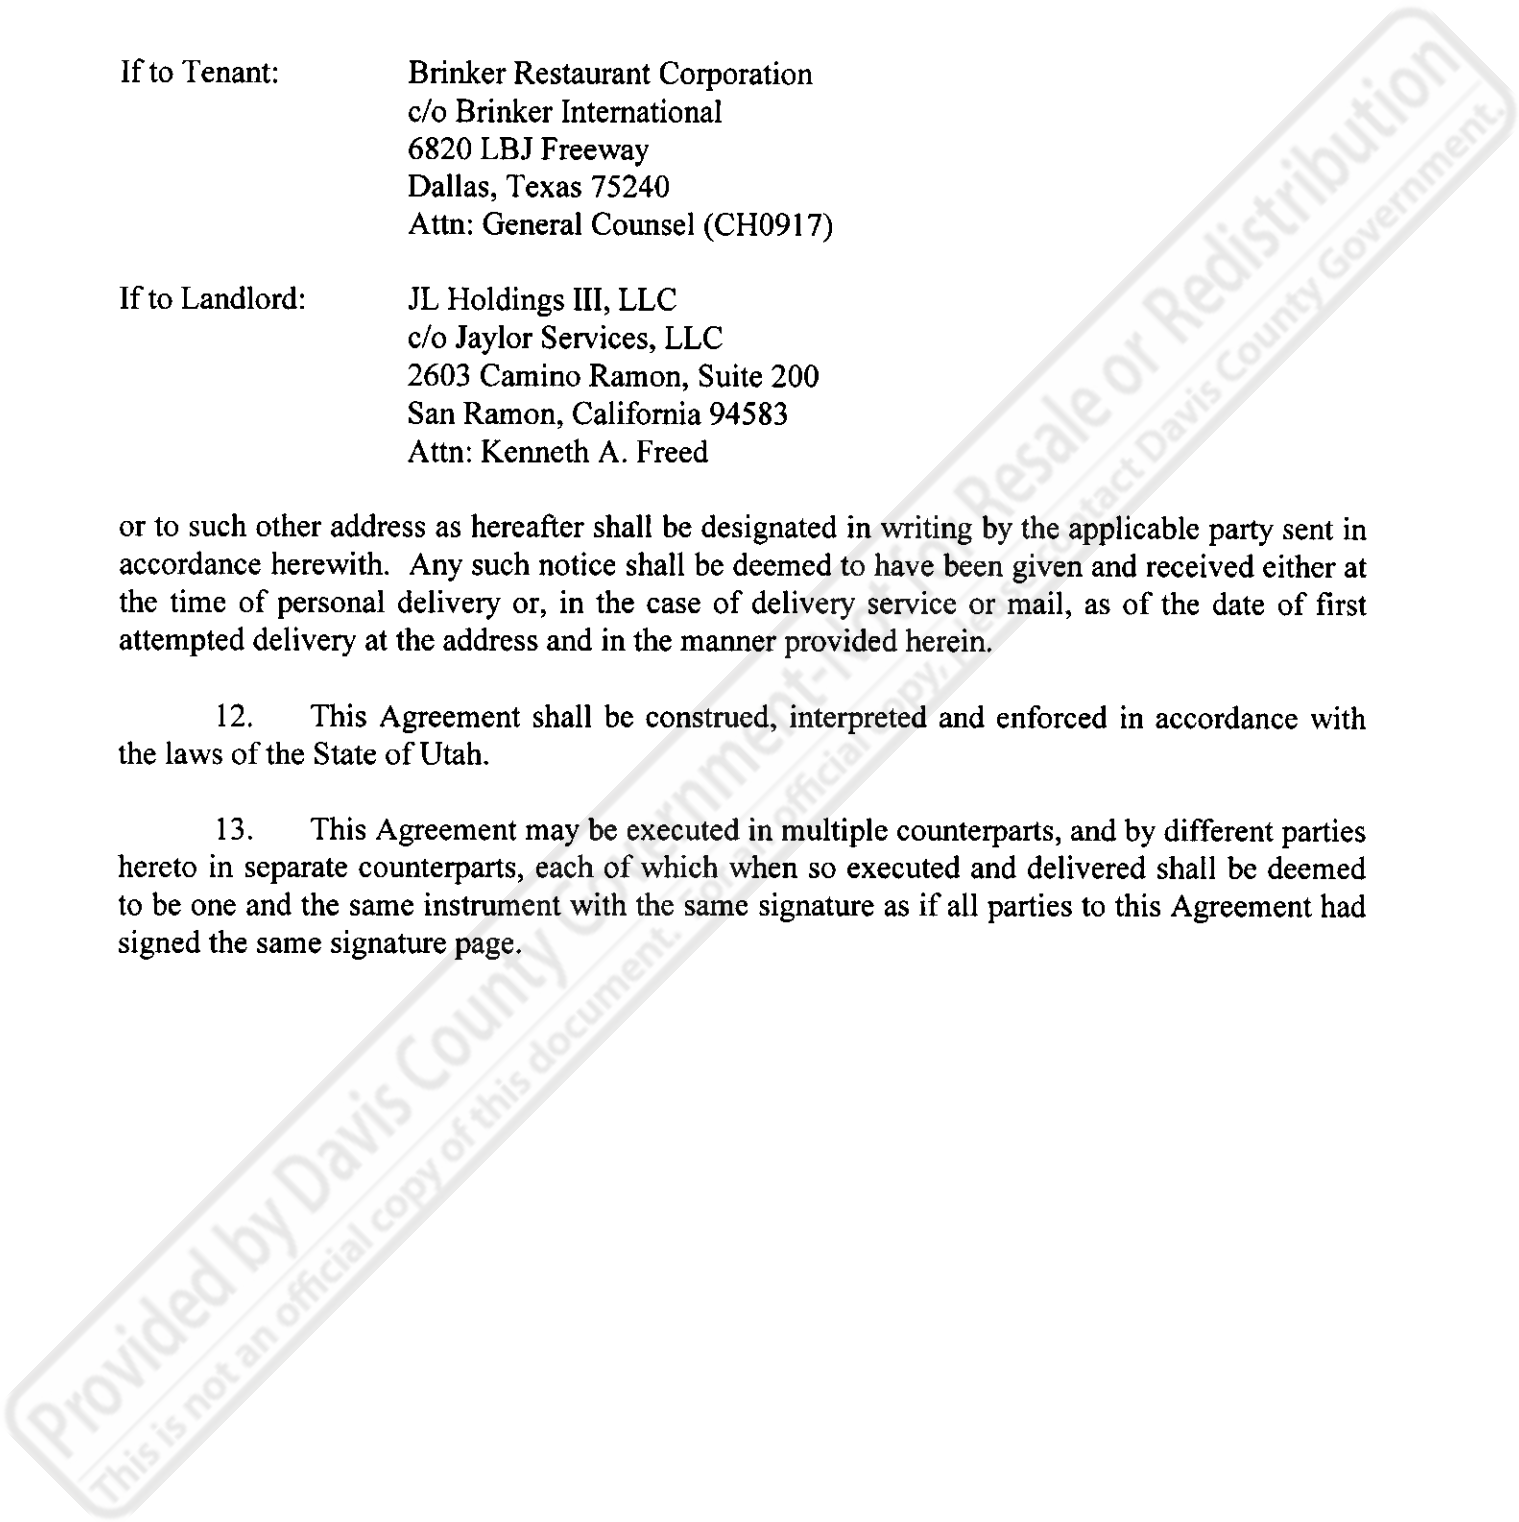 If to Tenant: Brinker Restaurant Corporation
c/o Brinker International
6820 LBJ Freeway
Dallas, Texas 75240
Attn: General Counsel (CH0917)
If to Landlord: JL Holdings III, LLC
c/o Jaylor Services, LLC
2603 Camino Ramon, Suite 200
San Ramon, California 94583
Attn: Kenneth A. Freed
or to such other address as hereafter shall be designated in writing by the applicable party sent in
accordance herewith. Any such notice shall be deemed to have been given and received either at
the time of personal delivery or, in the case of delivery service or mail, as of the date of first
attempted delivery at the address and in the manner provided herein.
12. This Agreement shall be construed, interpreted and enforced in accordance with
the laws of the State of Utah.
13. This Agreement may be executed in multiple counterparts, and by different parties
hereto in separate counterparts, each of which when so executed and delivered shall be deemed
to be one and the same instrument with the same signature as if all parties to this Agreement had
signed the same signature page.
Provided by Davis County Government-Not for Resale or Redistribution
This is not an official copy of this document. For an official copy, please contact Davis County Government.